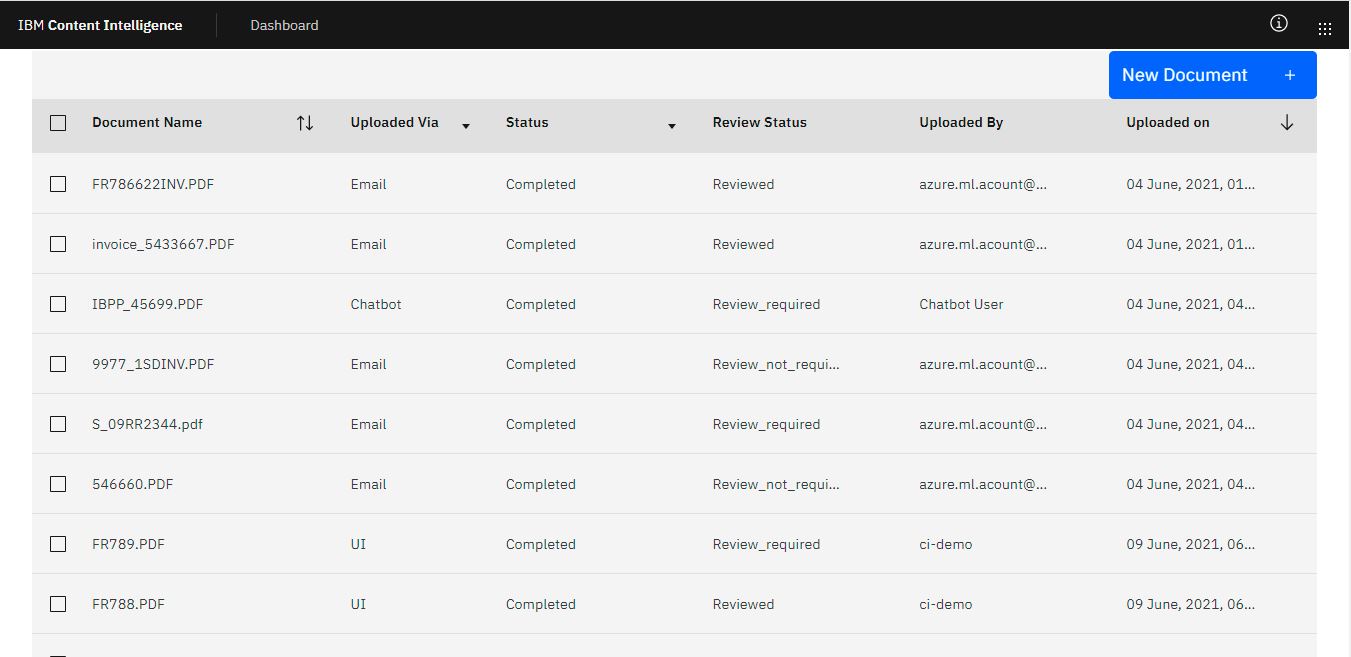 IBM Content Intelligence Dashboard
New Document +
Document Name Uploaded Via Status Review Status Uploaded By Uploaded on
FR786622INV.PDF Email Completed Reviewed azure.ml.acount@... 04 June, 2021, 01...
invoice_5433667.PDF Email Completed Reviewed azure.ml.acount@... 04 June, 2021, 01...
IBPP_45699.PDF Chatbot Completed Review_required Chatbot User 04 June, 2021, 04...
9977_1SDINV.PDF Email Completed Review_not_requi... azure.ml.acount@... 04 June, 2021, 04...
S_09RR2344.pdf Email Completed Review_required azure.ml.acount@... 04 June, 2021, 04...
546660.PDF Email Completed Review_not_requi... azure.ml.acount@... 04 June, 2021, 04...
FR789.PDF UI Completed Review_required ci-demo 09 June, 2021, 06...
FR788.PDF UI Completed Reviewed ci-demo 09 June, 2021, 06...